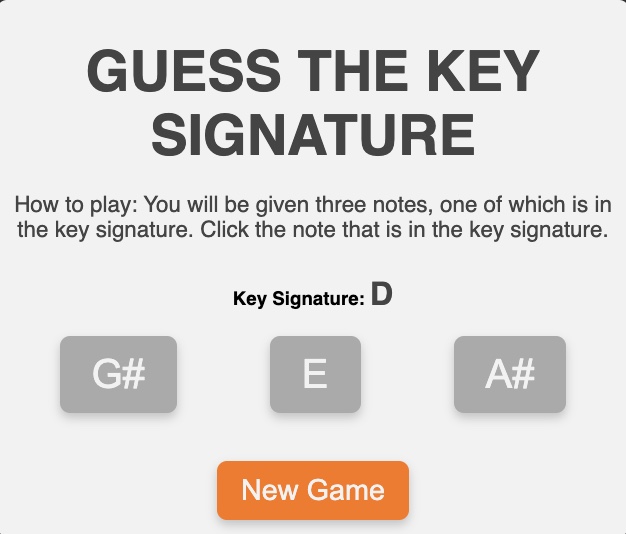 GUESS THE KEY
SIGNATURE
How to play: You will be given three notes, one of which is in
the key signature. Click the note that is in the key signature.
Key Signature: D
G# E A#
New Game